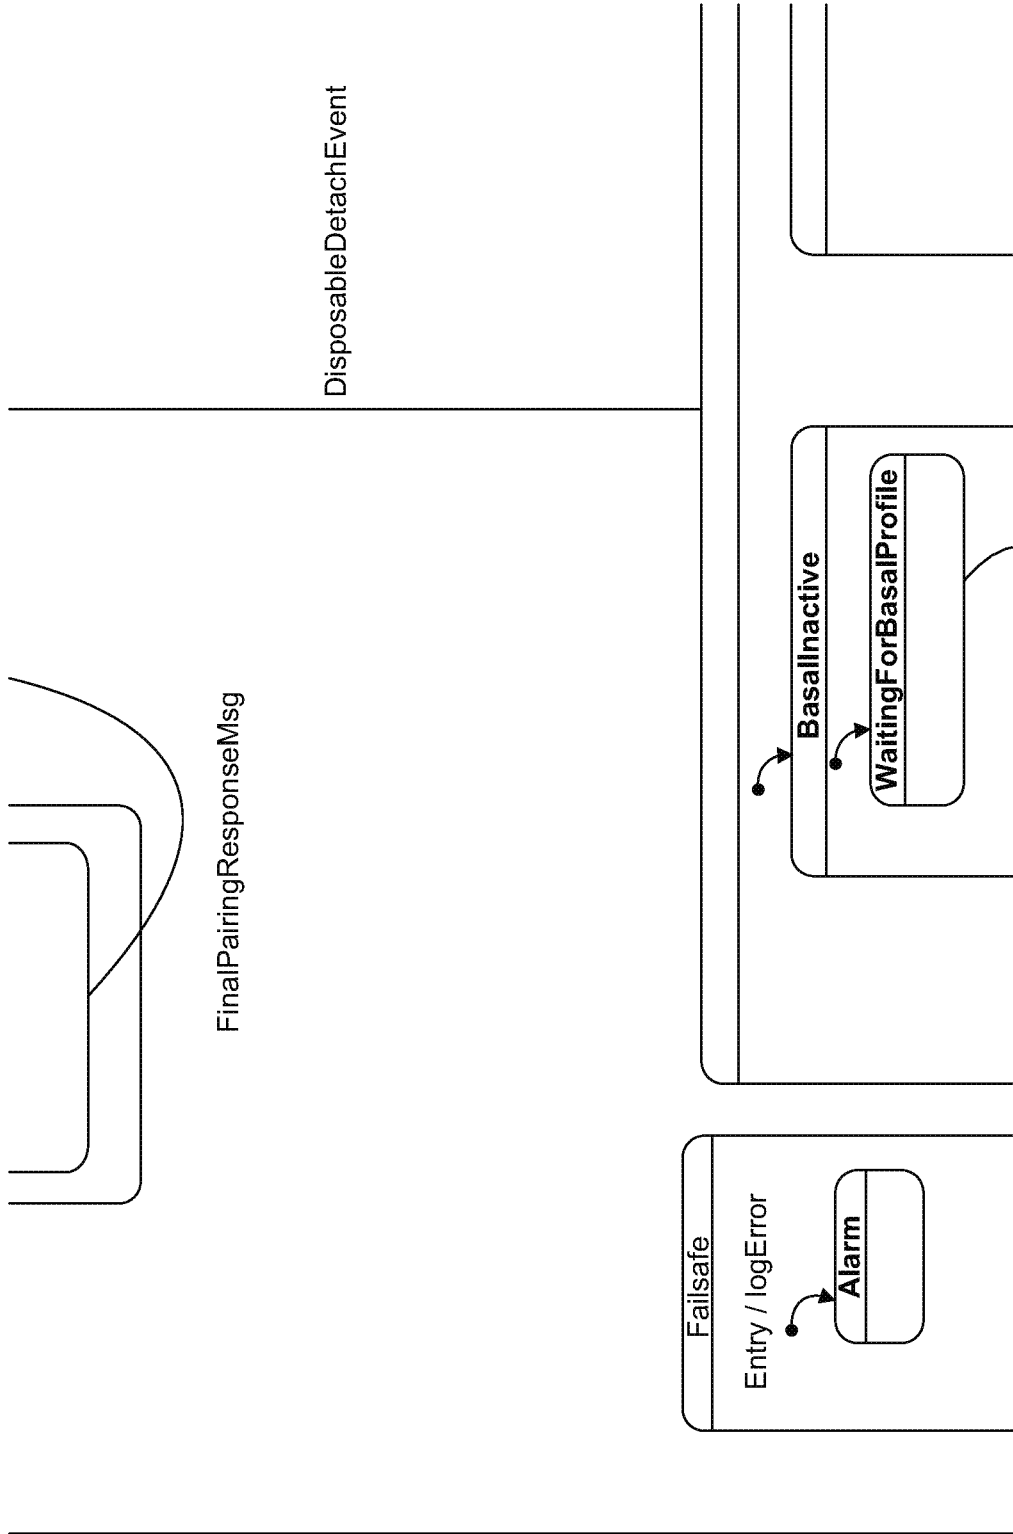 FinalPairingResponseMsg
DisposableDetachEvent
Failsafe
Entry / logError
Alarm
BasalInactive
WaitingForBasalProfile